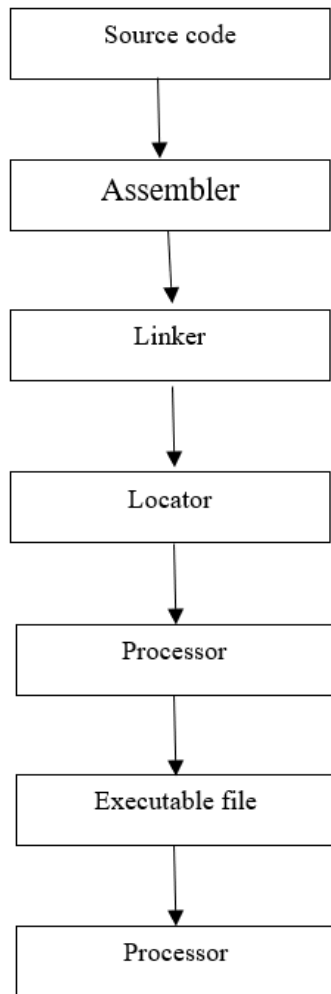 Source code
Assembler
Linker
Locator
Processor
Executable file
Processor